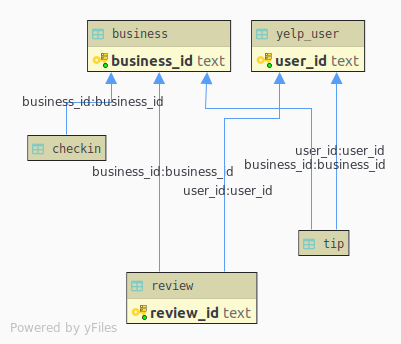 business
business_id text
yelp_user
user_id text
business_id:business_id
checkin
user_id:user_id
business_id:business_id
business_id:business_id
user_id:user_id
tip
review
review_id text
Powered by yFiles